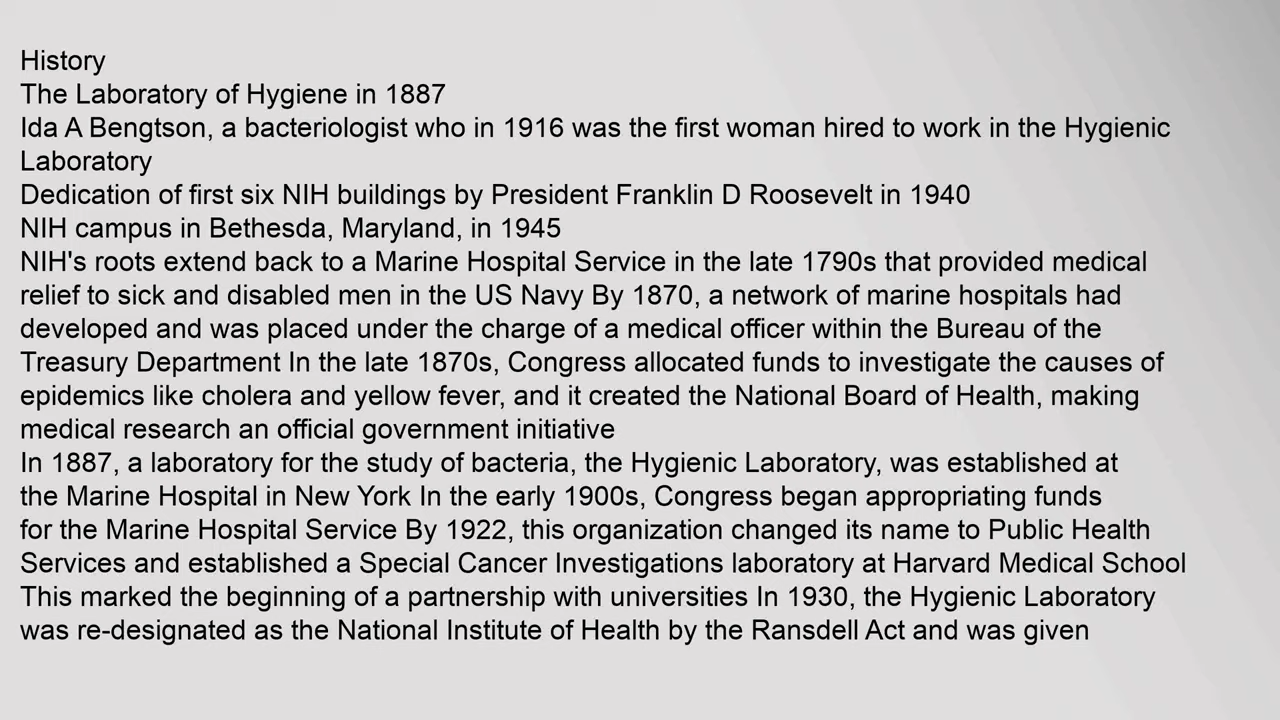 History
The Laboratory of Hygiene in 1887
Ida A Bengtson, a bacteriologist who in 1916 was the first woman hired to work in the Hygienic
Laboratory
Dedication of first six NIH buildings by President Franklin D Roosevelt in 1940
NIH campus in Bethesda, Maryland, in 1945
NIH's roots extend back to a Marine Hospital Service in the late 1790s that provided medical
relief to sick and disabled men in the US Navy By 1870, a network of marine hospitals had
developed and was placed under the charge of a medical officer within the Bureau of the
Treasury Department In the late 1870s, Congress allocated funds to investigate the causes of
epidemics like cholera and yellow fever, and it created the National Board of Health, making
medical research an official government initiative
In 1887, a laboratory for the study of bacteria, the Hygienic Laboratory, was established at
the Marine Hospital in New York In the early 1900s, Congress began appropriating funds
for the Marine Hospital Service By 1922, this organization changed its name to Public Health
Services and established a Special Cancer Investigations laboratory at Harvard Medical School
This marked the beginning of a partnership with universities In 1930, the Hygienic Laboratory
was re-designated as the National Institute of Health by the Ransdell Act and was given